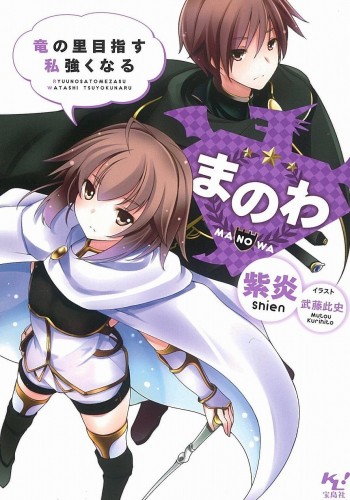 竜の里目指す
私 強くなる
RYUUNOSATOMEZASU
WATASHI TSUYOKUNARU
まのわ
MA NO WA
紫炎
Shien
イラスト
武藤此史
Mutou
Kurihito
KL!
宝島社